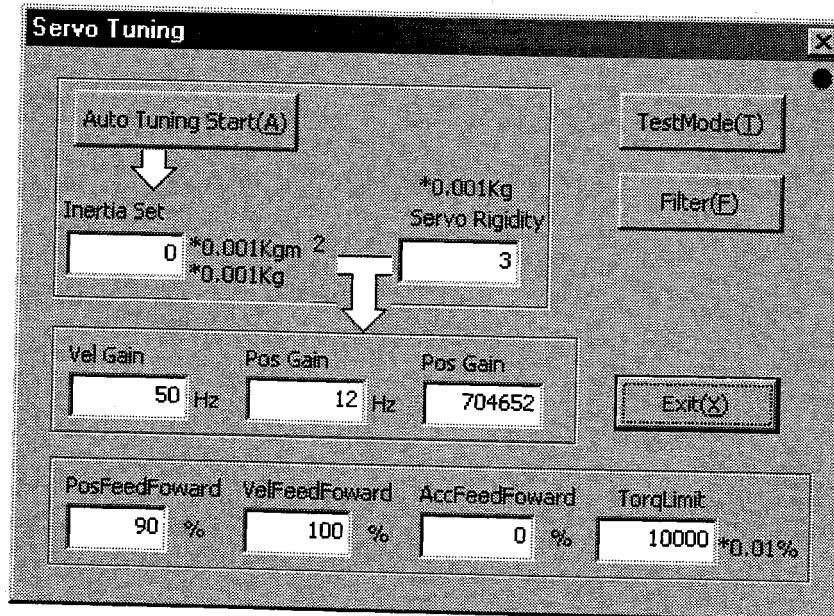 Servo Tuning
Auto Tuning Start(A)
TestMode(T)
*0.001Kg
Filter(F)
Inertia Set
Servo Rigidity
0 *0.001Kgm 2
*0.001Kg
3
Vel Gain Pos Gain Pos Gain
50 Hz 12 Hz 704652
Exit(X)
PosFeedFoward VelFeedFoward AccFeedFoward TorqLimit
90 % 100 % 0 % 10000 *0.01%